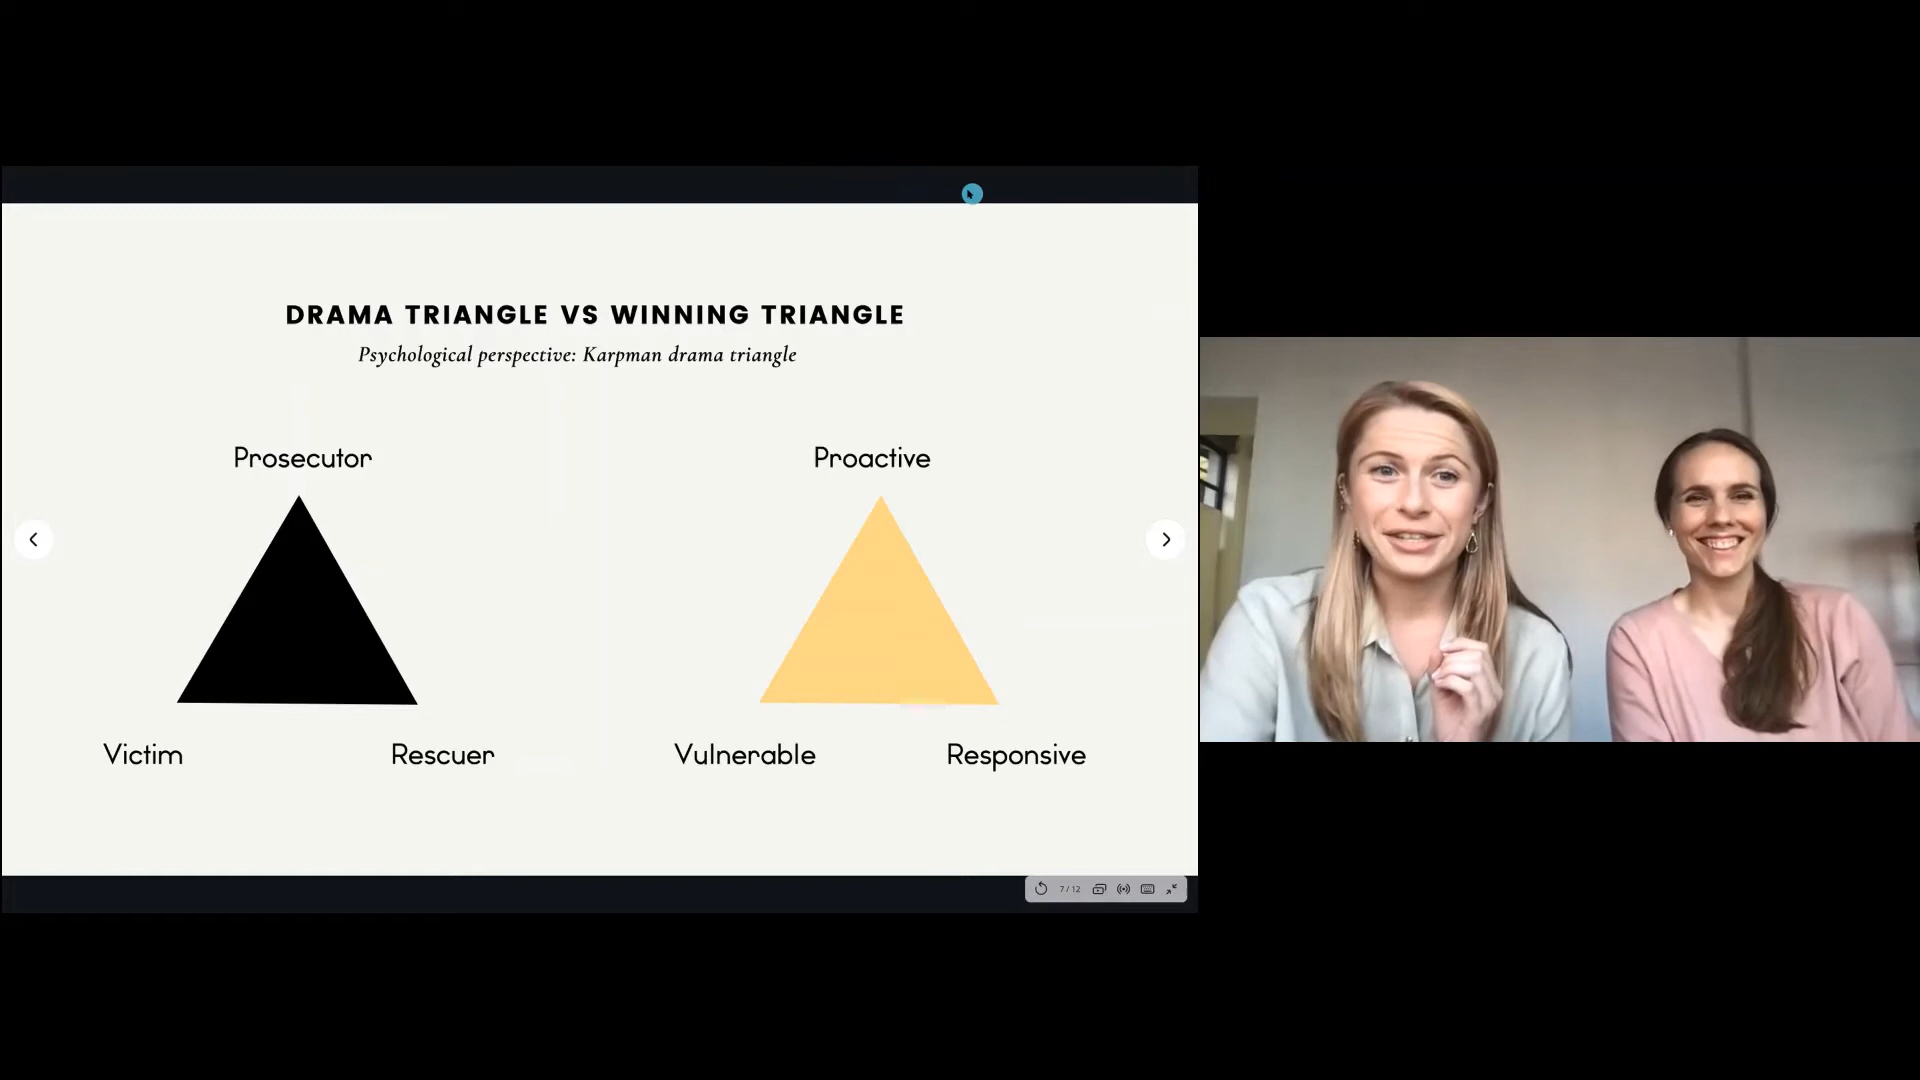 DRAMA TRIANGLE VS WINNING TRIANGLE
Psychological perspective: Karpman drama triangle
Prosecutor
Proactive
Victim
Rescuer
Vulnerable
Responsive
7 / 12